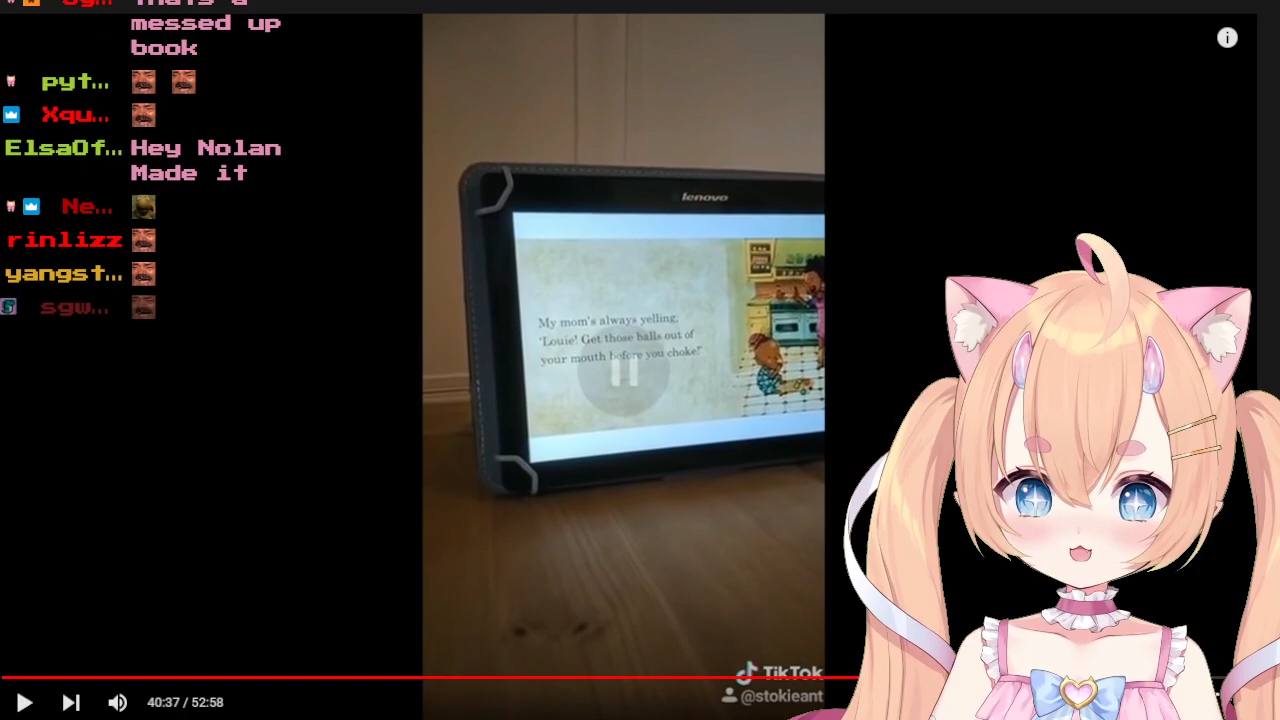 messed up
book
pyt...
Xqu...
ElsaOf... Hey Nolan
Made it
Ne...
rinlizz
yangst...
sgw...
lenovo
My mom's always yelling,
'Louie! Get those balls out of
your mouth before you choke!'
TikTok
@stokieant
40:37 / 52:58